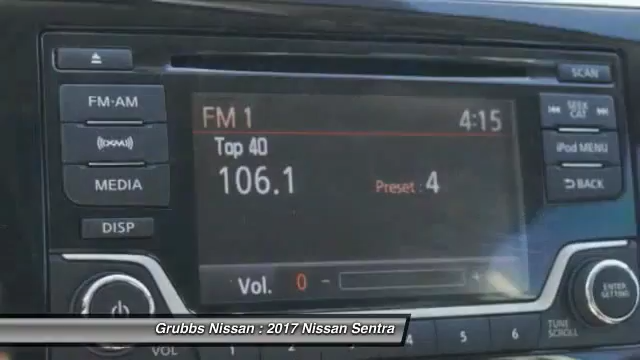 SCAN
FM·AM
FM 1 4:15
SEEK
CAT
Top 40
((XM))
iPod MENU
106.1 Preset : 4
MEDIA
BACK
DISP
Vol. 0 - +
ENTER
SETTING
Grubbs Nissan : 2017 Nissan Sentra
VOL 1 2 3 4 5 6
TUNE
SCROLL